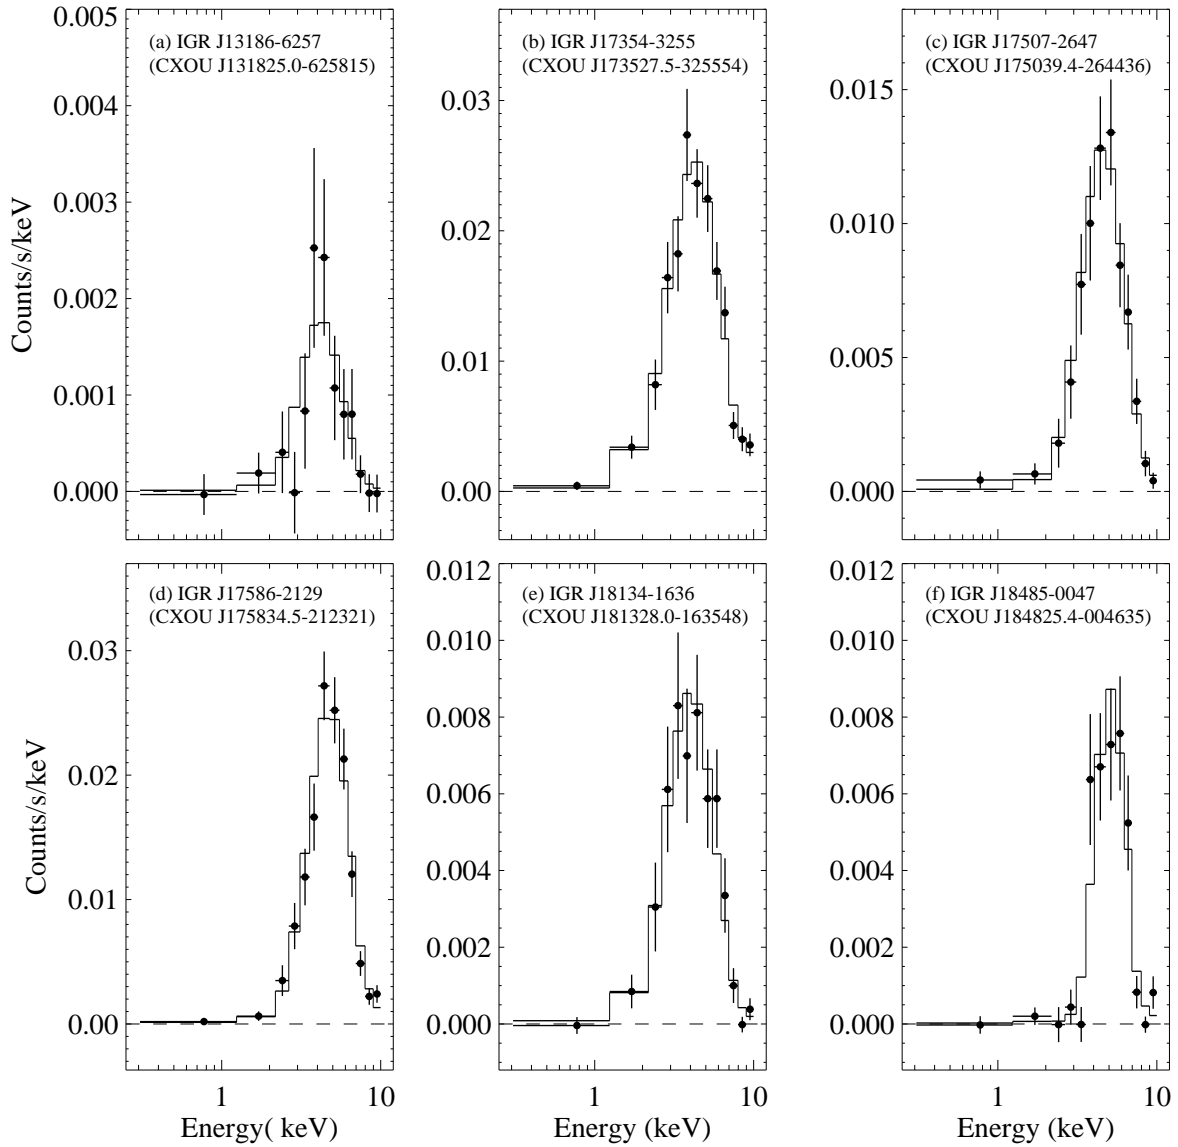 (a) IGR J13186-6257
(CXOU J131825.0-625815)
0.005
0.004
0.003
0.002
0.001
0.000
Counts/s/keV
(b) IGR J17354-3255
(CXOU J173527.5-325554)
0.03
0.02
0.01
0.00
(c) IGR J17507-2647
(CXOU J175039.4-264436)
0.015
0.010
0.005
0.000
(d) IGR J17586-2129
(CXOU J175834.5-212321)
0.03
0.02
0.01
0.00
Counts/s/keV
1 10
Energy( keV)
(e) IGR J18134-1636
(CXOU J181328.0-163548)
0.012
0.010
0.008
0.006
0.004
0.002
0.000
1 10
Energy (keV)
(f) IGR J18485-0047
(CXOU J184825.4-004635)
0.012
0.010
0.008
0.006
0.004
0.002
0.000
1 10
Energy (keV)